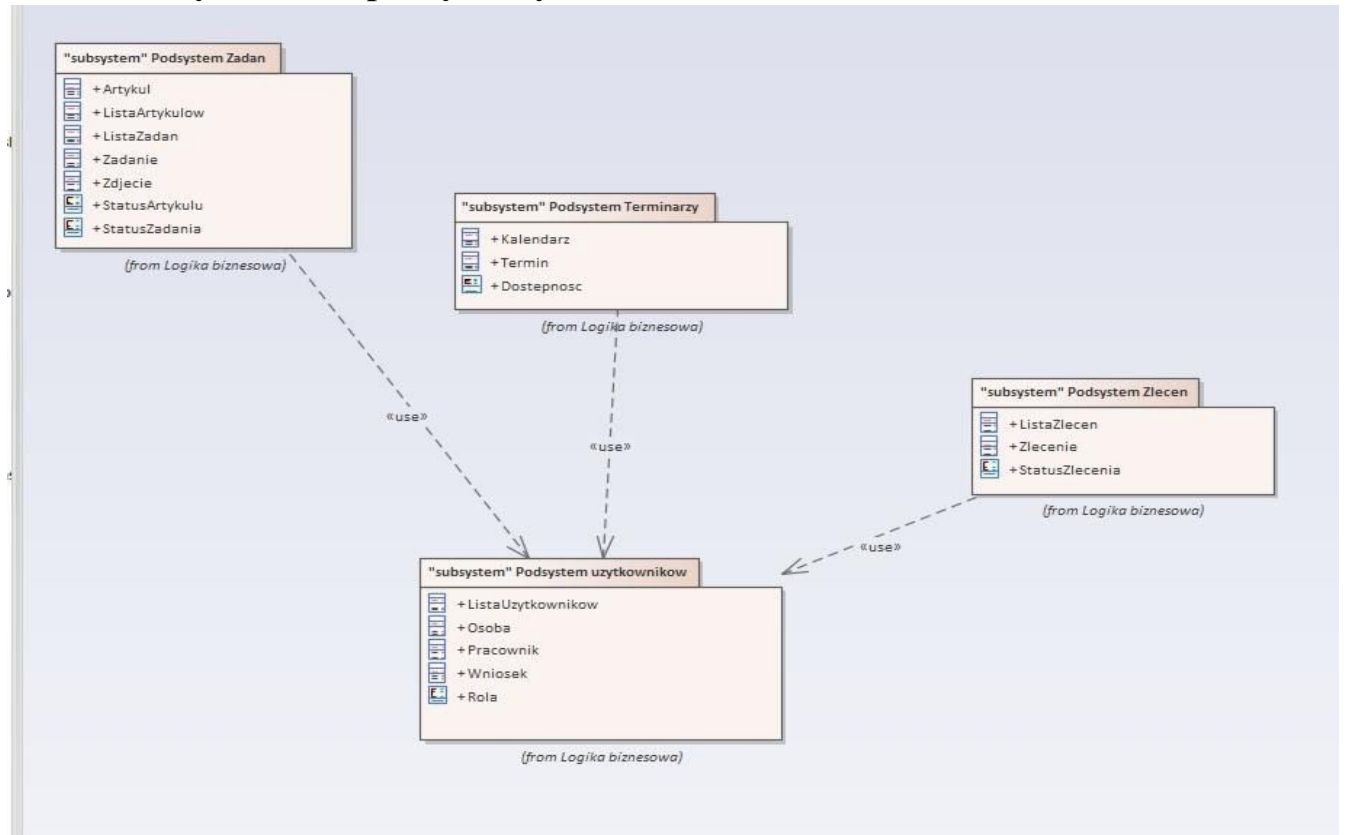 "subsystem" Podsystem Zadan
+Artykul
+ListaArtykulow
+ListaZadan
+Zadanie
+Zdjecie
+StatusArtykulu
+StatusZadania
(from Logika biznesowa)
"subsystem" Podsystem Terminarzy
+Kalendarz
+Termin
+Dostepnosc
(from Logika biznesowa)
"subsystem" Podsystem Zlecen
+ListaZlecen
+Zlecenie
+StatusZlecenia
(from Logika biznesowa)
«use»
«use»
«use»
"subsystem" Podsystem uzytkownikow
+ListaUzytkownikow
+Osoba
+Pracownik
+Wniosek
+Rola
(from Logika biznesowa)